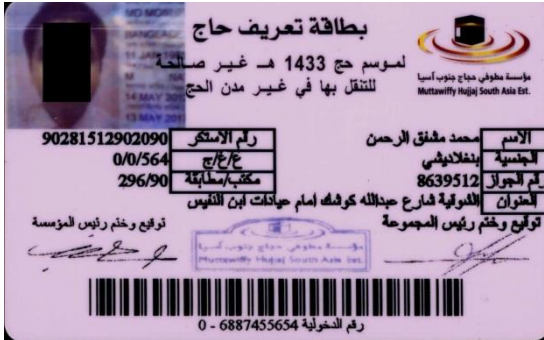 بطاقة تعريف حاج
لموسم حج 1433 هـ غير صالحة
للتنقل بها في غير مدن الحج
مؤسسة مطوفي حجاج جنوب آسيا
Muttawiffy Hujjaj South Asia Est.
الاسم محمد مشفق الرحمن
رقم الاستكر 90281512902090
الجنسية بنغلاديشي
ع/غ/ج 0/0/564
رقم الجواز 8639512
مكتب/مطابقة 296/90
العنوان الشوقية شارع عبدالله كوشك امام عيادات ابن النفيس
توقيع وختم رئيس المجموعة
توقيع وختم رئيس المؤسسة
مؤسسة مطوفي حجاج جنوب آسيا
Muttawiffy Hujjaj South Asia Est.
رقم الدخولية 6887455654 - 0